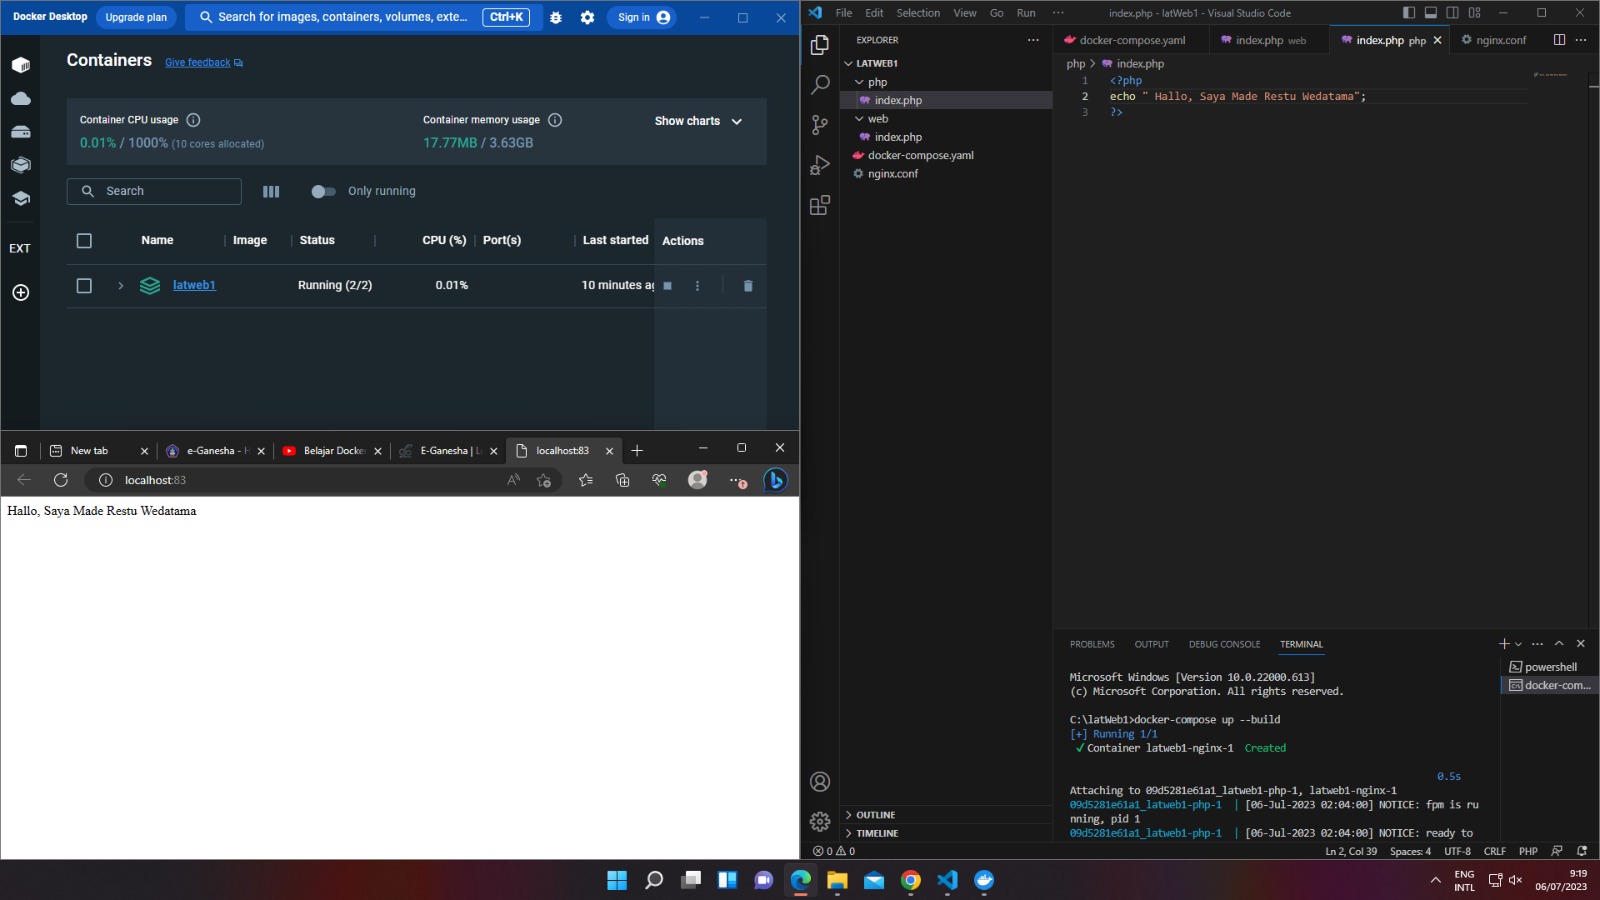 Docker Desktop
Upgrade plan
Search for images, containers, volumes, exte...
Ctrl+K
Sign in
Containers
Give feedback
Container CPU usage
0.01% / 1000% (10 cores allocated)
Container memory usage
17.77MB / 3.63GB
Show charts
Search
Only running
EXT
Name
Image
Status
CPU (%)
Port(s)
Last started
Actions
latweb1
Running (2/2)
0.01%
10 minutes ag
New tab
e-Ganesha - H
Belajar Docker
E-Ganesha | L
localhost:83
localhost:83
Hallo, Saya Made Restu Wedatama
File
Edit
Selection
View
Go
Run
index.php - latWeb1 - Visual Studio Code
EXPLORER
LATWEB1
php
index.php
web
index.php
docker-compose.yaml
nginx.conf
OUTLINE
TIMELINE
docker-compose.yaml
index.php web
index.php php
nginx.conf
php > index.php
1 <?php
2 echo " Hallo, Saya Made Restu Wedatama";
3 ?>
PROBLEMS
OUTPUT
DEBUG CONSOLE
TERMINAL
powershell
docker-com...
Microsoft Windows [Version 10.0.22000.613]
(c) Microsoft Corporation. All rights reserved.
C:\latWeb1>docker-compose up --build
[+] Running 1/1
✓ Container latweb1-nginx-1 Created
0.5s
Attaching to 09d5281e61a1_latweb1-php-1, latweb1-nginx-1
09d5281e61a1_latweb1-php-1 | [06-Jul-2023 02:04:00] NOTICE: fpm is ru
nning, pid 1
09d5281e61a1_latweb1-php-1 | [06-Jul-2023 02:04:00] NOTICE: ready to
0 0
Ln 2, Col 39
Spaces: 4
UTF-8
CRLF
PHP
ENG
INTL
9:19
06/07/2023